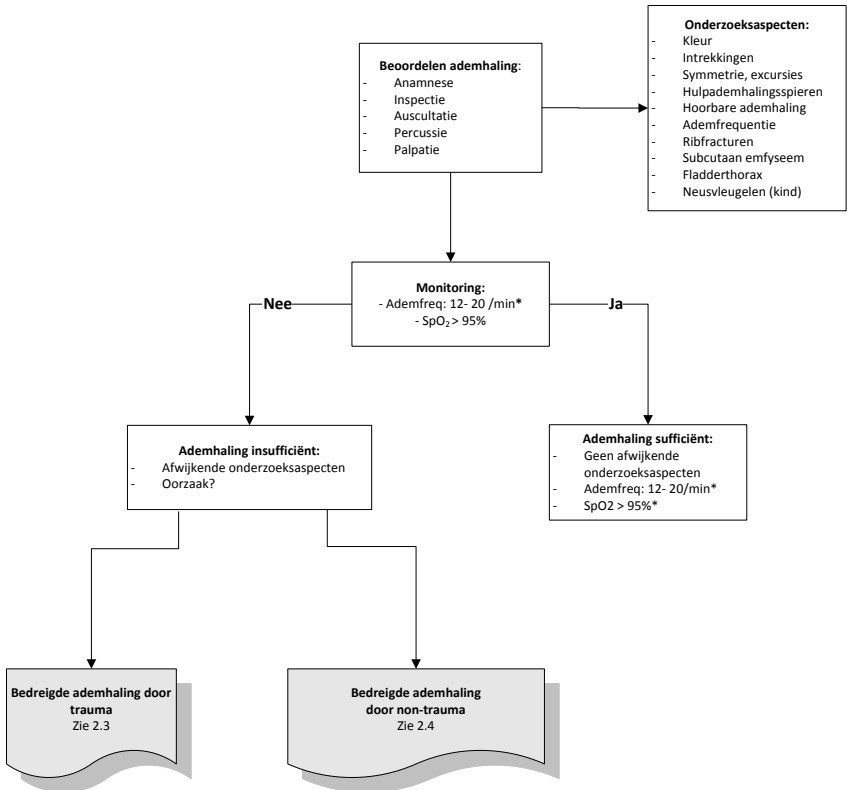 Beoordelen ademhaling:
- Anamnese
- Inspectie
- Auscultatie
- Percussie
- Palpatie
Onderzoeksaspecten:
- Kleur
- Intrekkingen
- Symmetrie, excursies
- Hulpademhalingsspieren
- Hoorbare ademhaling
- Ademfrequentie
- Ribfracturen
- Subcutaan emfyseem
- Fladderthorax
- Neusvleugelen (kind)
Monitoring:
- Ademfreq: 12- 20 /min*
- SpO₂ > 95%
Nee
Ja
Ademhaling insufficiënt:
- Afwijkende onderzoeksaspecten
- Oorzaak?
Ademhaling sufficiënt:
- Geen afwijkende
onderzoeksaspecten
- Ademfreq: 12- 20/min*
- SpO2 > 95%*
Bedreigde ademhaling door
trauma
Zie 2.3
Bedreigde ademhaling
door non-trauma
Zie 2.4